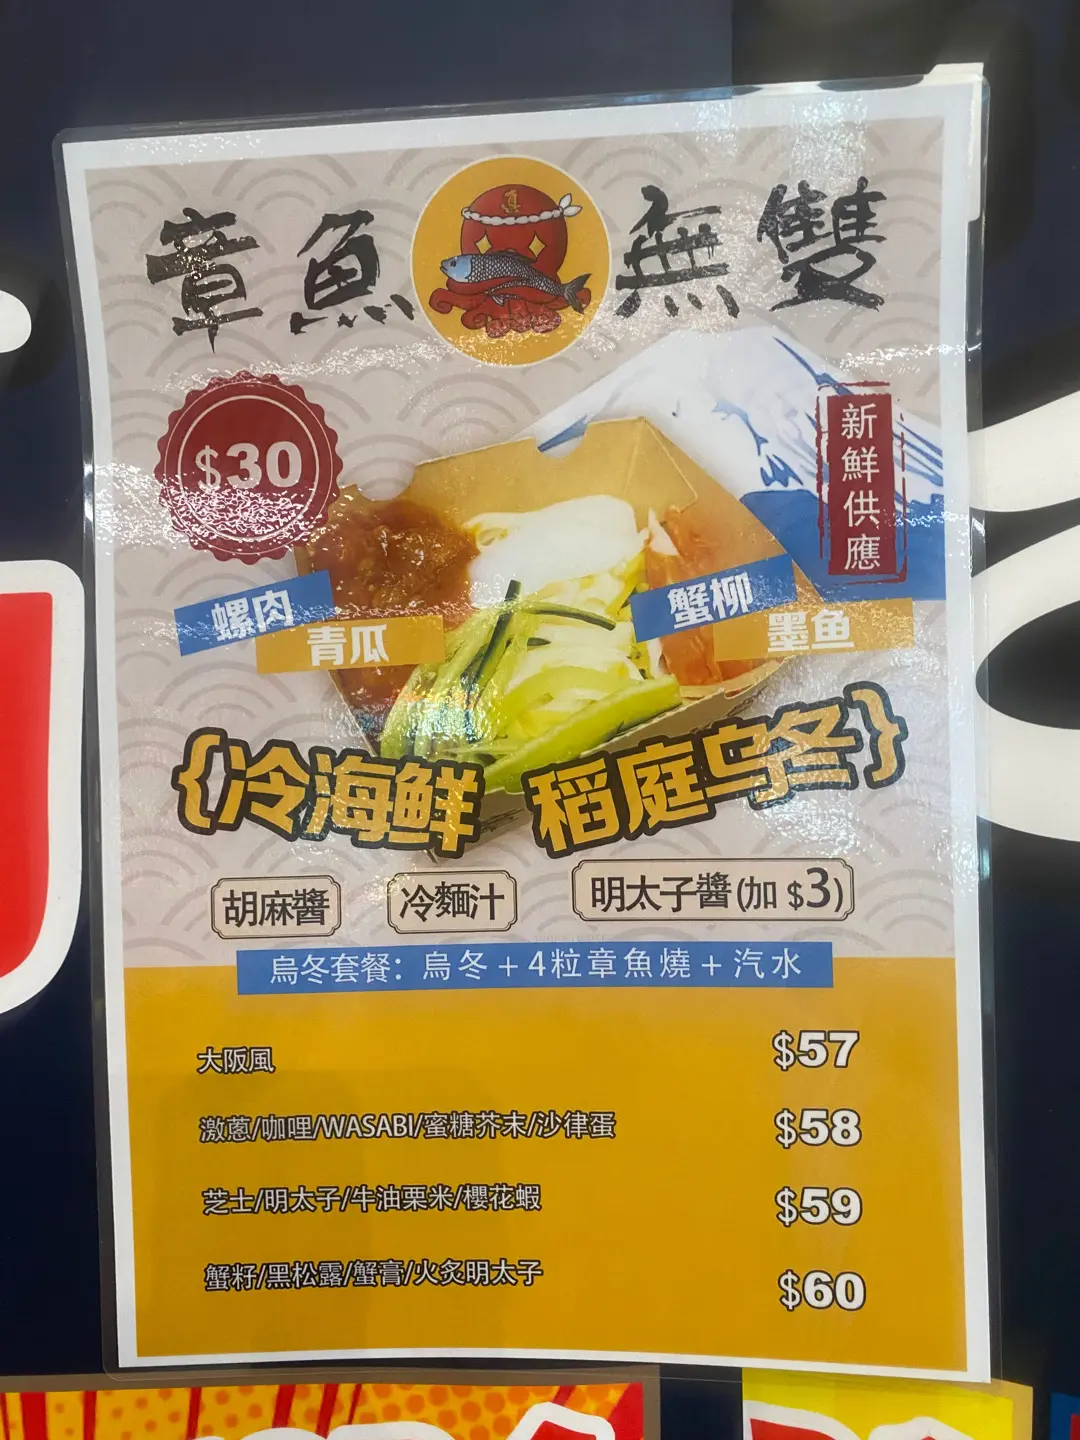 章魚無雙
$30
新鮮供應
螺肉
青瓜
蟹柳
墨鱼
{冷海鮮 稻庭乌冬}
胡麻醬
冷麵汁
明太子醬(加 $3)
烏冬套餐：烏冬＋4粒章魚燒＋汽水
大阪風 $57
激蔥/咖哩/WASABI/蜜糖芥末/沙律蛋 $58
芝士/明太子/牛油粟米/櫻花蝦 $59
蟹籽/黑松露/蟹膏/火炙明太子 $60